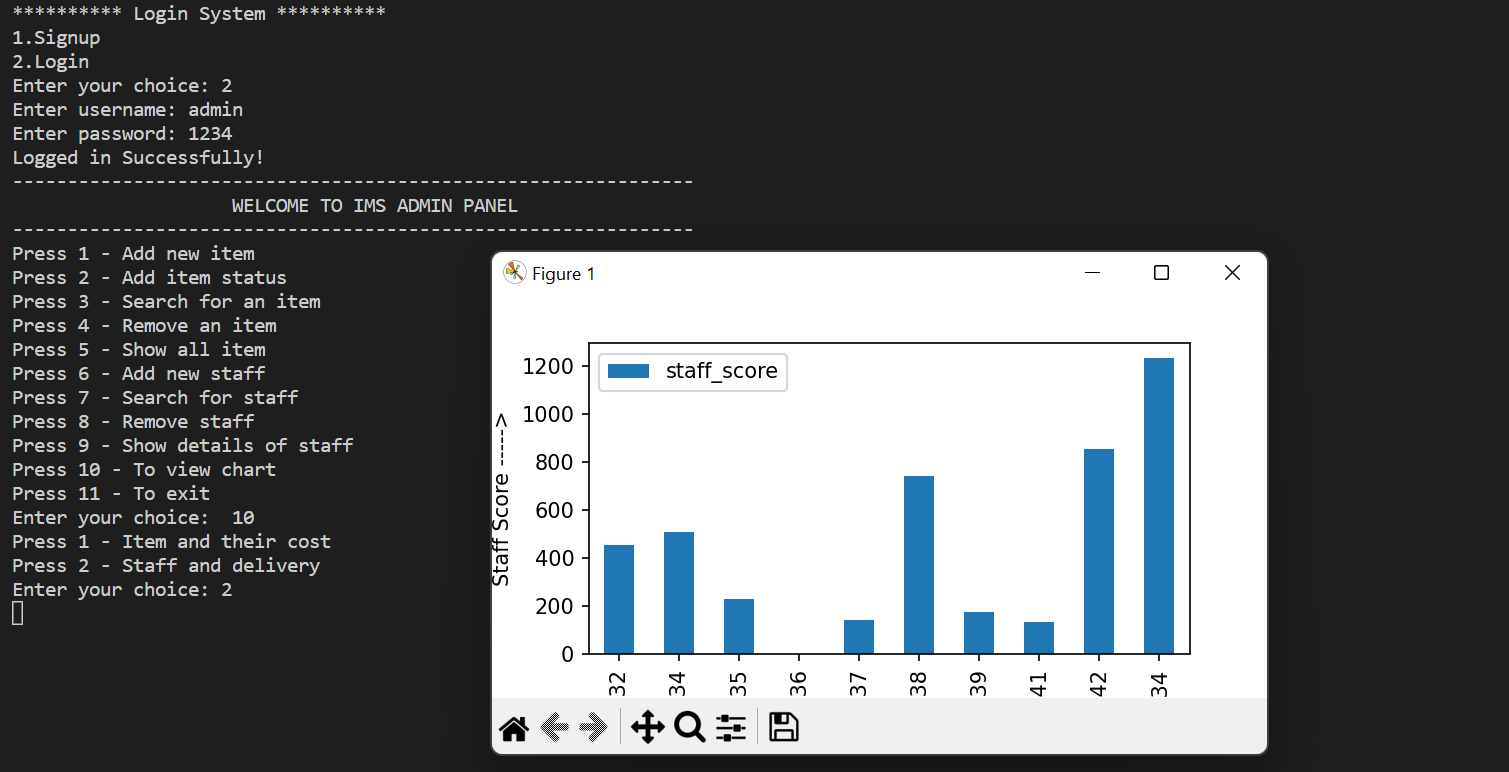 ********** Login System **********
1.Signup
2.Login
Enter your choice: 2
Enter username: admin
Enter password: 1234
Logged in Successfully!
--------------------------------------------------------------
WELCOME TO IMS ADMIN PANEL
--------------------------------------------------------------
Press 1 - Add new item
Press 2 - Add item status
Press 3 - Search for an item
Press 4 - Remove an item
Press 5 - Show all item
Press 6 - Add new staff
Press 7 - Search for staff
Press 8 - Remove staff
Press 9 - Show details of staff
Press 10 - To view chart
Press 11 - To exit
Enter your choice:  10
Press 1 - Item and their cost
Press 2 - Staff and delivery
Enter your choice: 2
Figure 1
staff_score
Staff Score ----->
1200
1000
800
600
400
200
0
32 34 35 36 37 38 39 41 42 34